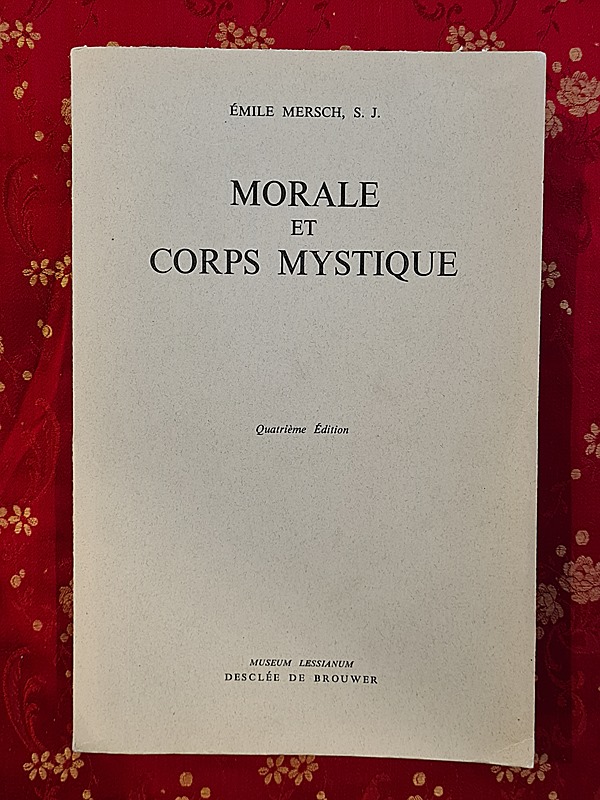 ÉMILE MERSCH, S. J.
MORALE
ET
CORPS MYSTIQUE
Quatrième Édition
MUSEUM LESSIANUM
DESCLÉE DE BROUWER